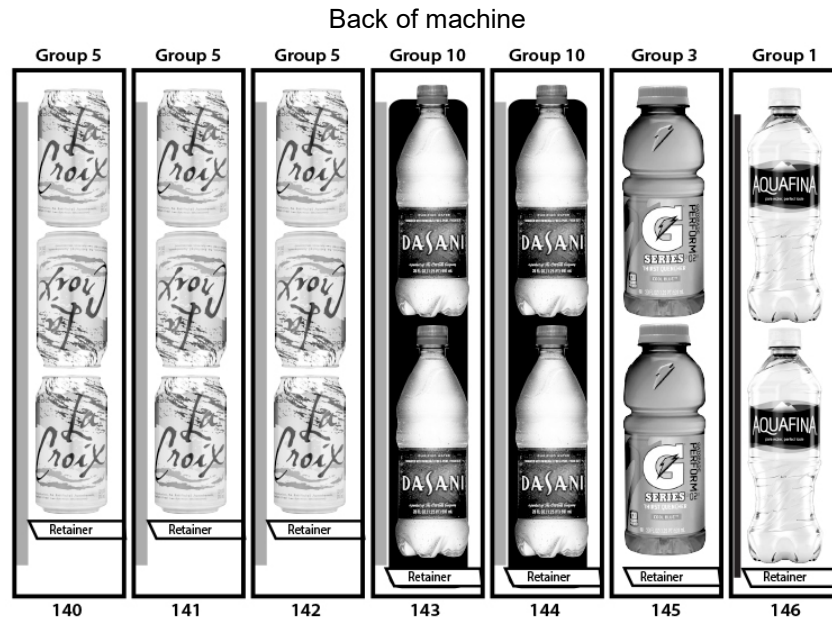 Back of machine
Group 5 Group 5 Group 5 Group 10 Group 10 Group 3 Group 1
La Croix La Croix La Croix
DASANI DASANI
G SERIES PERFORM
AQUAFINA
La Croix La Croix La Croix
La Croix La Croix La Croix
DASANI DASANI
G SERIES PERFORM
AQUAFINA
Retainer Retainer Retainer
Retainer Retainer Retainer Retainer
140 141 142 143 144 145 146